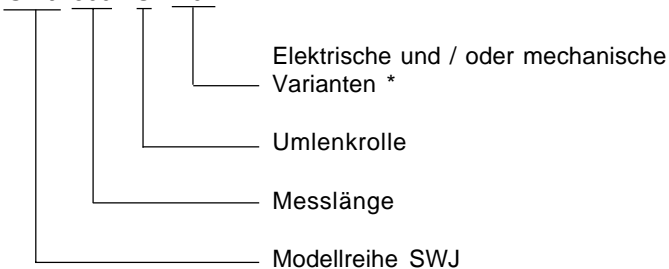 Elektrische und / oder mechanische
Varianten *
Umlenkrolle
Messlänge
Modellreihe SWJ